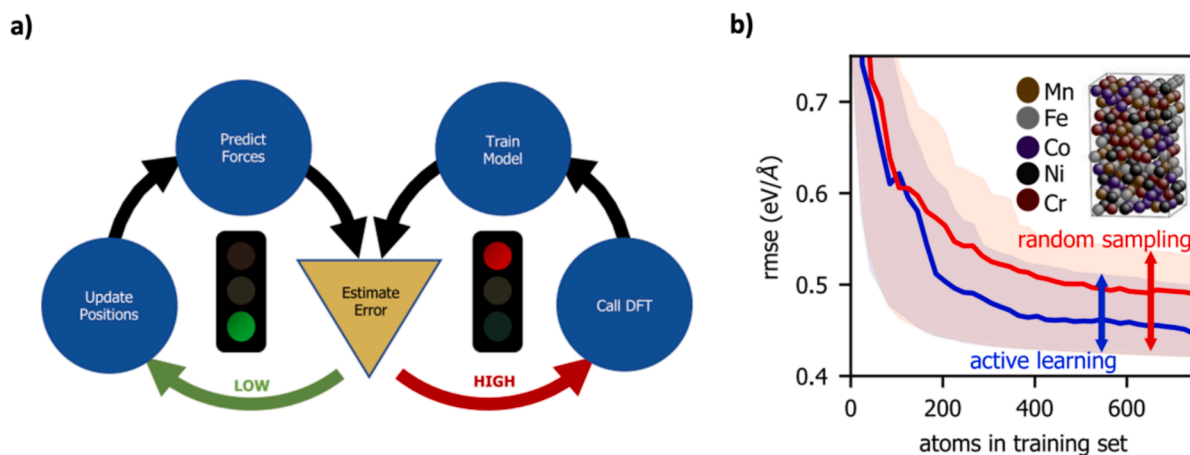 a)
Predict
Forces
Train
Model
Update
Positions
Estimate
Error
Call DFT
LOW
HIGH
b)
rmse (eV/Å)
0.7
0.6
0.5
0.4
0
200
400
600
atoms in training set
Mn
Fe
Co
Ni
Cr
random sampling
active learning